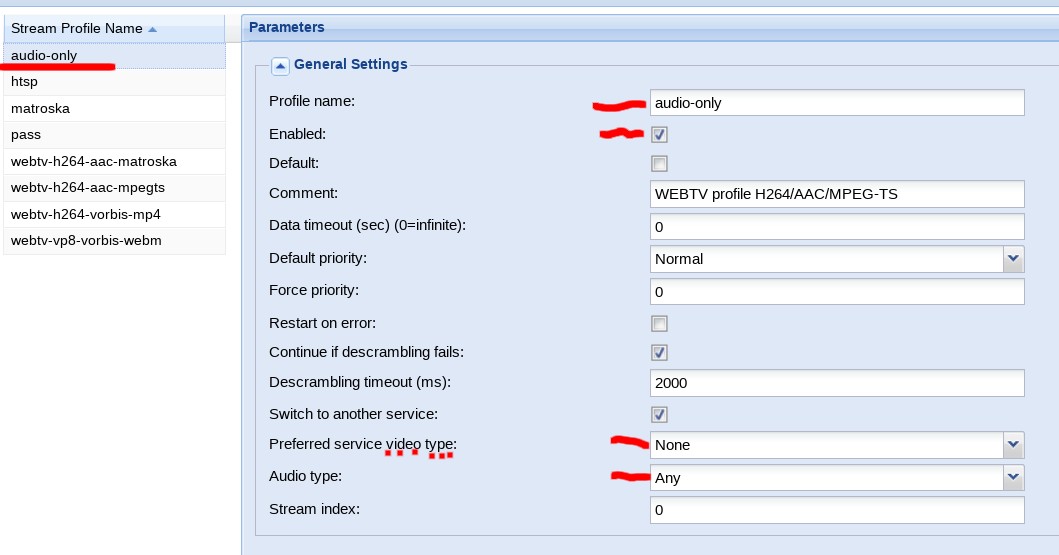 Stream Profile Name
audio-only
htsp
matroska
pass
webtv-h264-aac-matroska
webtv-h264-aac-mpegts
webtv-h264-vorbis-mp4
webtv-vp8-vorbis-webm
Parameters
General Settings
Profile name: audio-only
Enabled:
Default:
Comment: WEBTV profile H264/AAC/MPEG-TS
Data timeout (sec) (0=infinite): 0
Default priority: Normal
Force priority: 0
Restart on error:
Continue if descrambling fails:
Descrambling timeout (ms): 2000
Switch to another service:
Preferred service video type: None
Audio type: Any
Stream index: 0